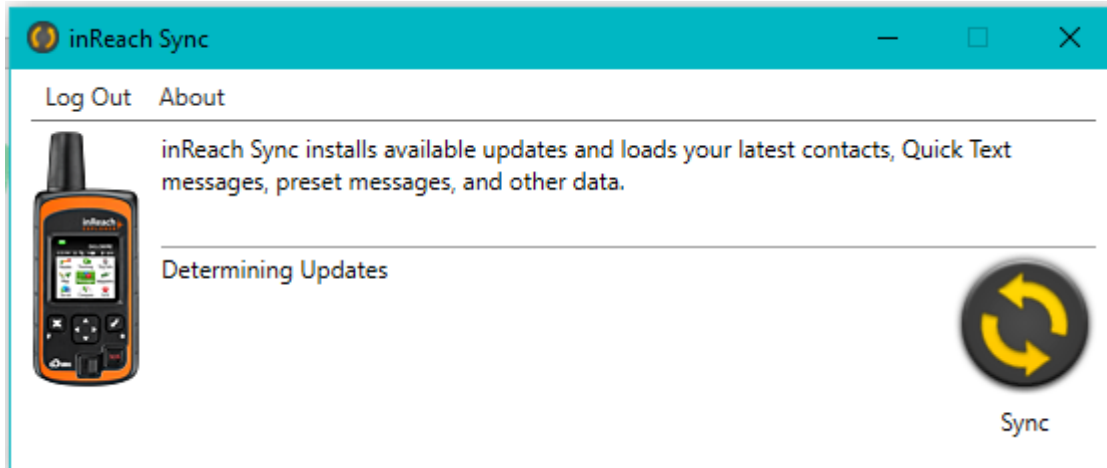 inReach Sync
Log Out About
inReach Sync installs available updates and loads your latest contacts, Quick Text
messages, preset messages, and other data.
inReach
Determining Updates
Sync